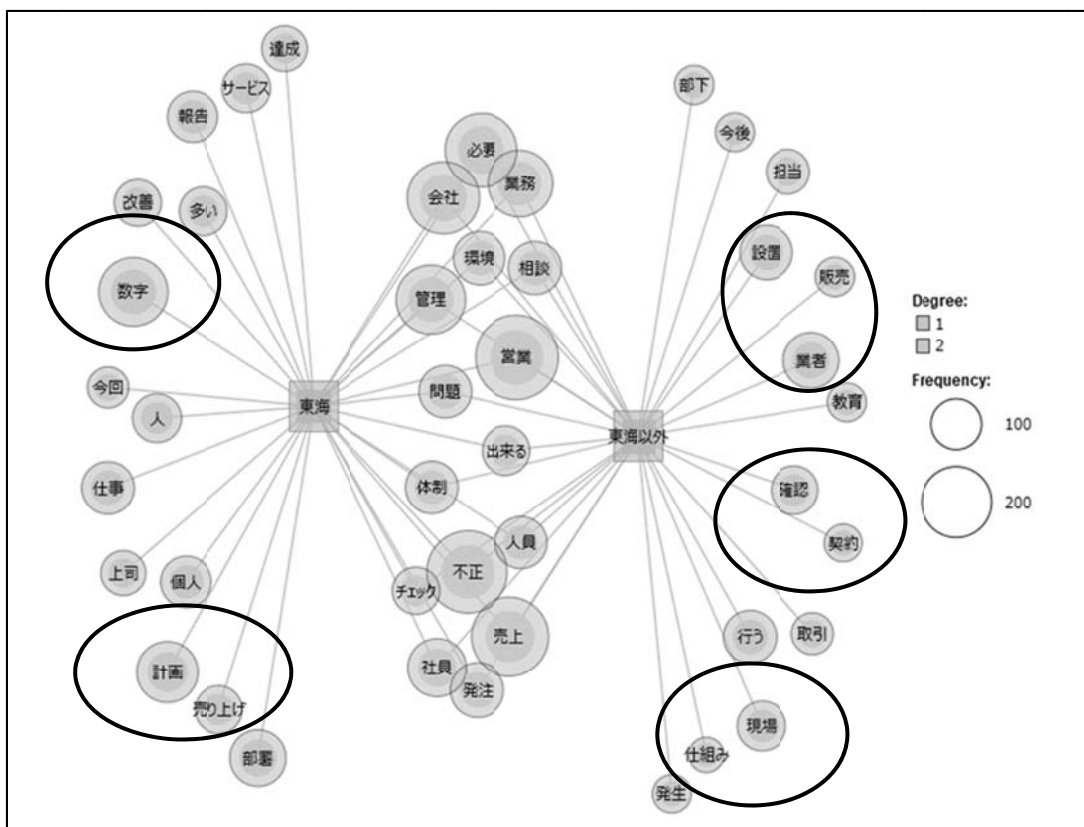 達成
サービス
報告
改善
多い
数字
今回
人
仕事
上司
個人
計画
売り上げ
部署
東海
必要
会社
業務
環境
相談
管理
営業
問題
出来る
体制
人員
不正
チェック
売上
社員
発注
東海以外
部下
今後
担当
設置
販売
業者
教育
確認
契約
行う
取引
現場
仕組み
発生
Degree:
1
2
Frequency:
100
200